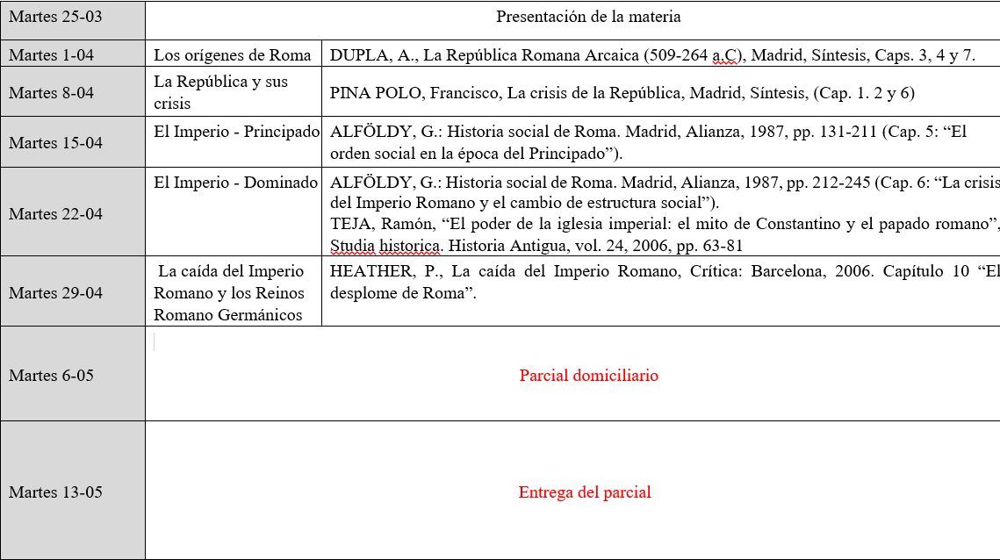 Martes 25-03
Presentación de la materia
Martes 1-04
Los orígenes de Roma
DUPLA, A., La República Romana Arcaica (509-264 a.C), Madrid, Síntesis, Caps. 3, 4 y 7.
Martes 8-04
La República y sus
crisis
PINA POLO, Francisco, La crisis de la República, Madrid, Síntesis, (Cap. 1. 2 y 6)
Martes 15-04
El Imperio - Principado
ALFÖLDY, G.: Historia social de Roma. Madrid, Alianza, 1987, pp. 131-211 (Cap. 5: “El
orden social en la época del Principado”).
Martes 22-04
El Imperio - Dominado
ALFÖLDY, G.: Historia social de Roma. Madrid, Alianza, 1987, pp. 212-245 (Cap. 6: “La crisis
del Imperio Romano y el cambio de estructura social”).
TEJA, Ramón, “El poder de la iglesia imperial: el mito de Constantino y el papado romano”,
Studia historica. Historia Antigua, vol. 24, 2006, pp. 63-81
Martes 29-04
La caída del Imperio
Romano y los Reinos
Romano Germánicos
HEATHER, P., La caída del Imperio Romano, Crítica: Barcelona, 2006. Capítulo 10 “El
desplome de Roma”.
Martes 6-05
Parcial domiciliario
Martes 13-05
Entrega del parcial